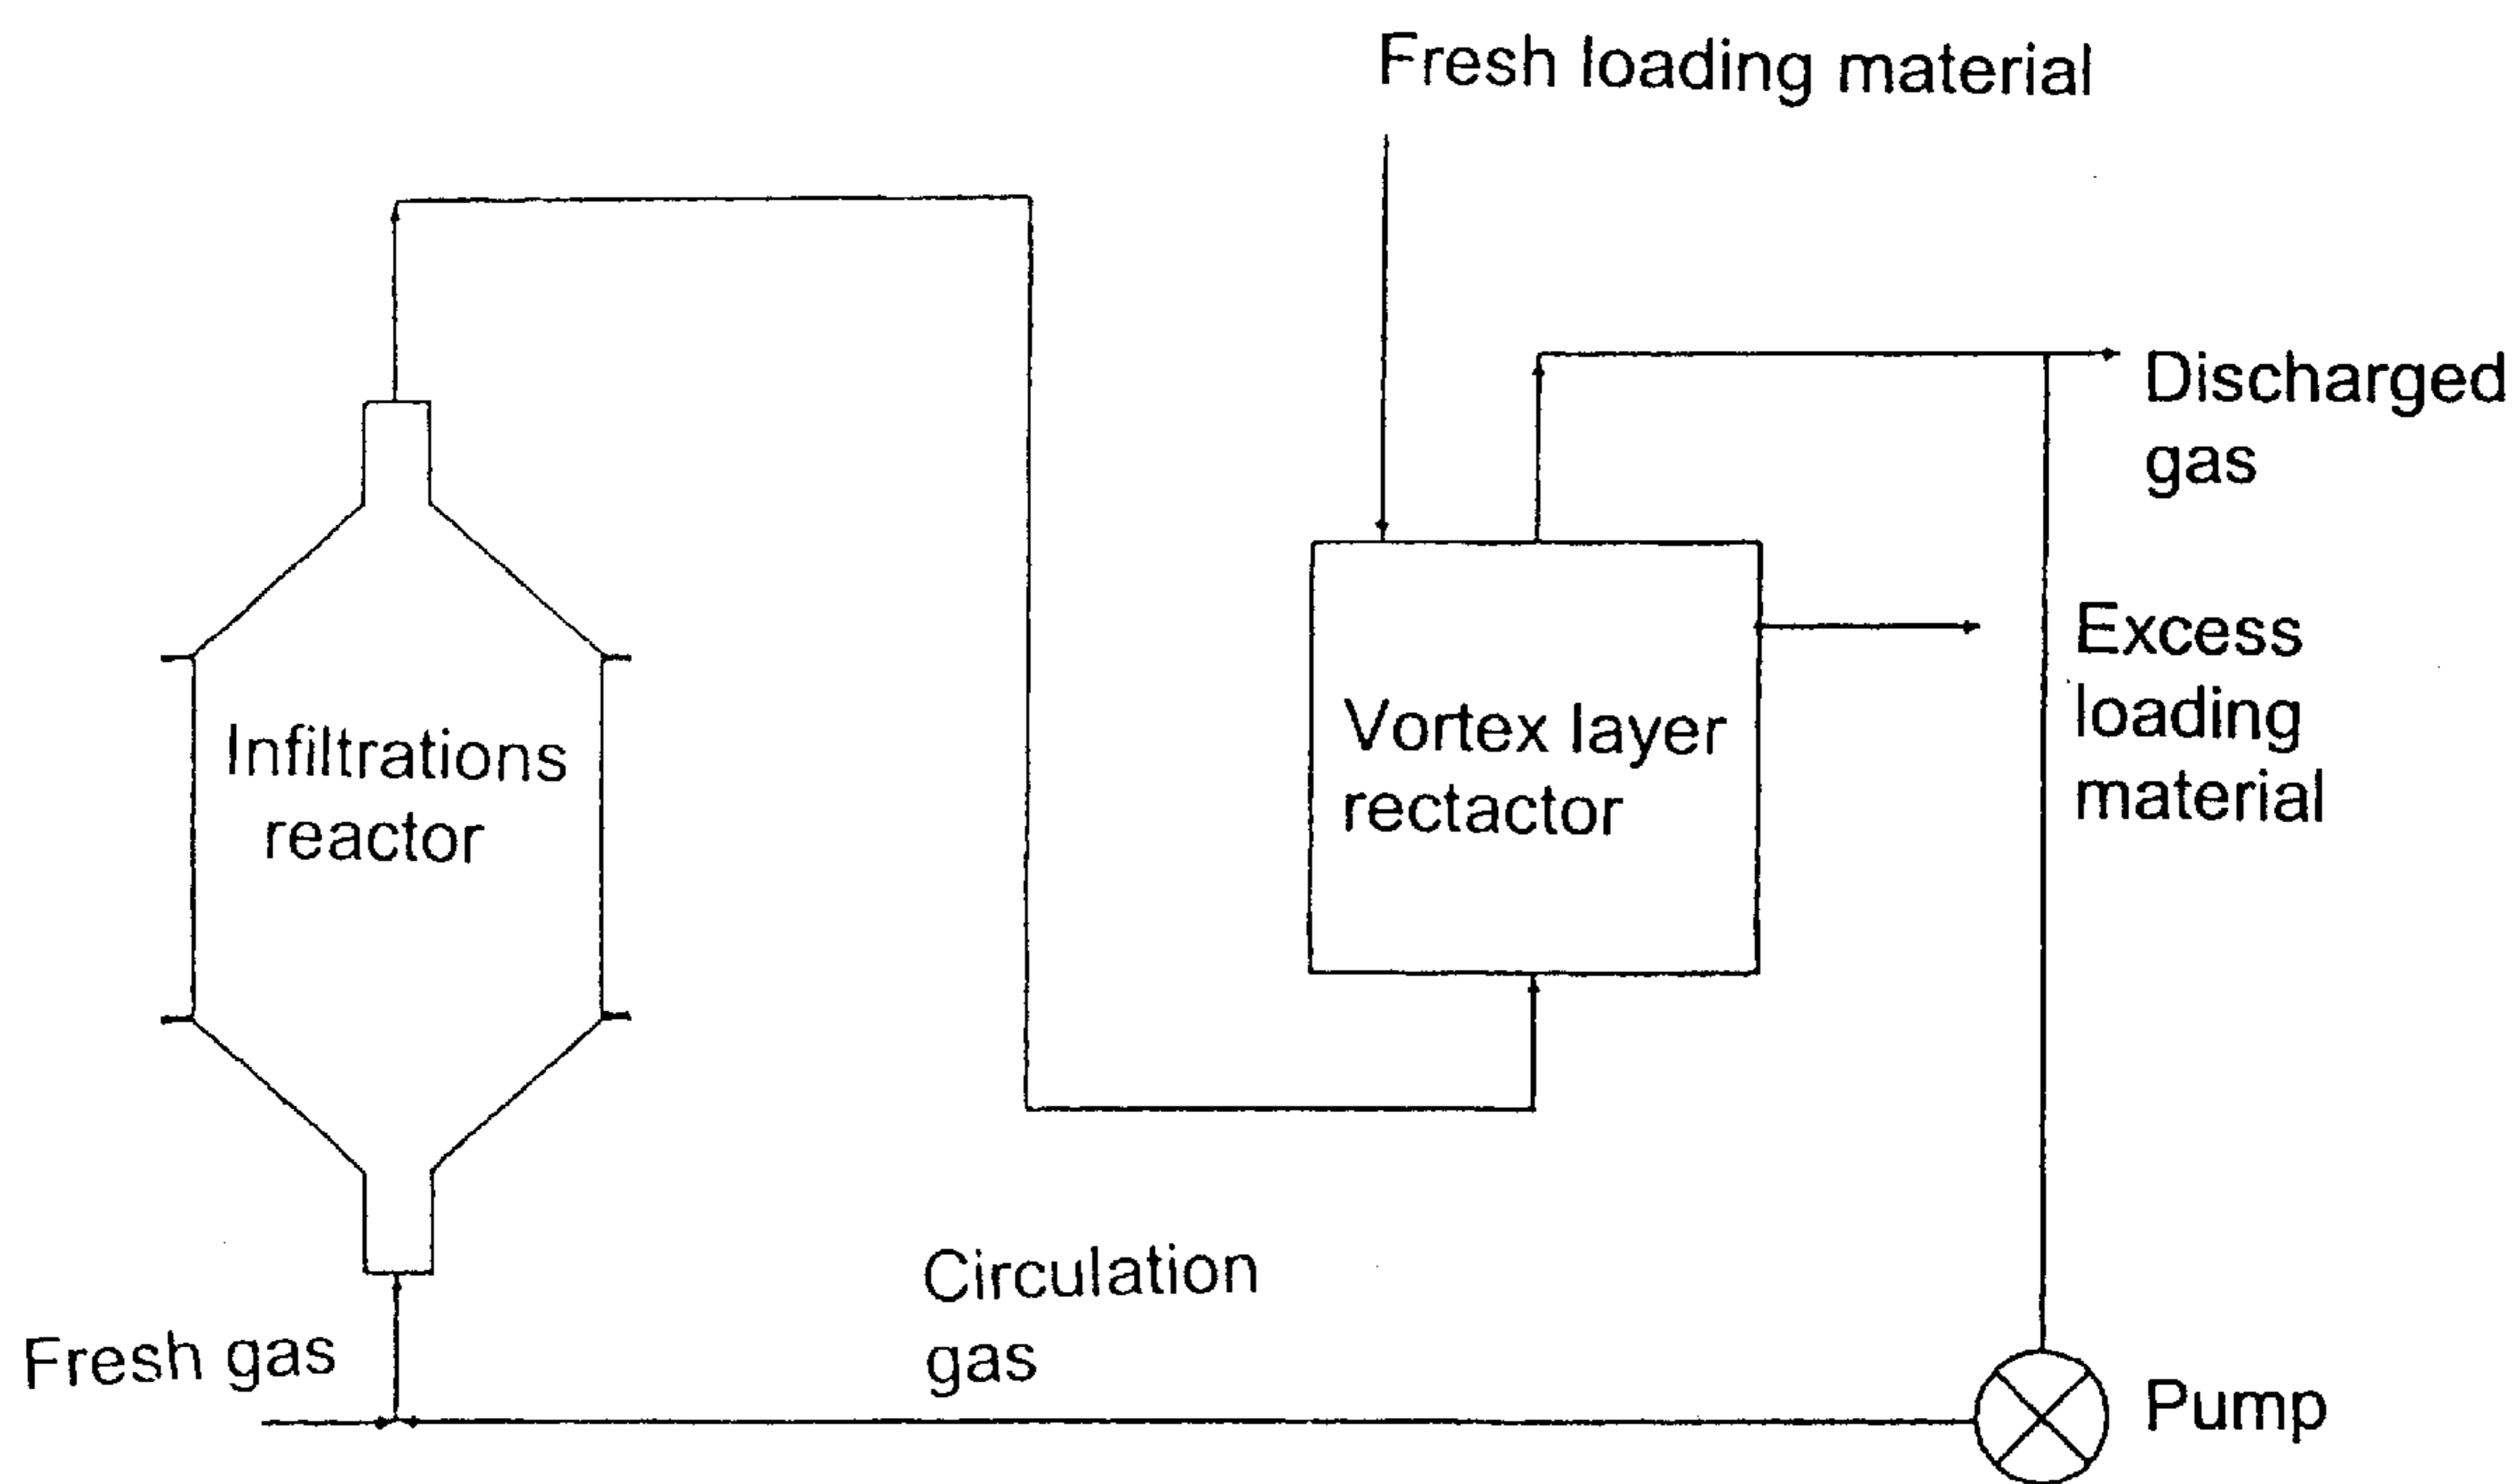 Fresh loading material
Discharged
gas
Excess
loading
material
Vortex layer
rectactor
Infiltrations
reactor
Circulation
gas
Fresh gas
Pump